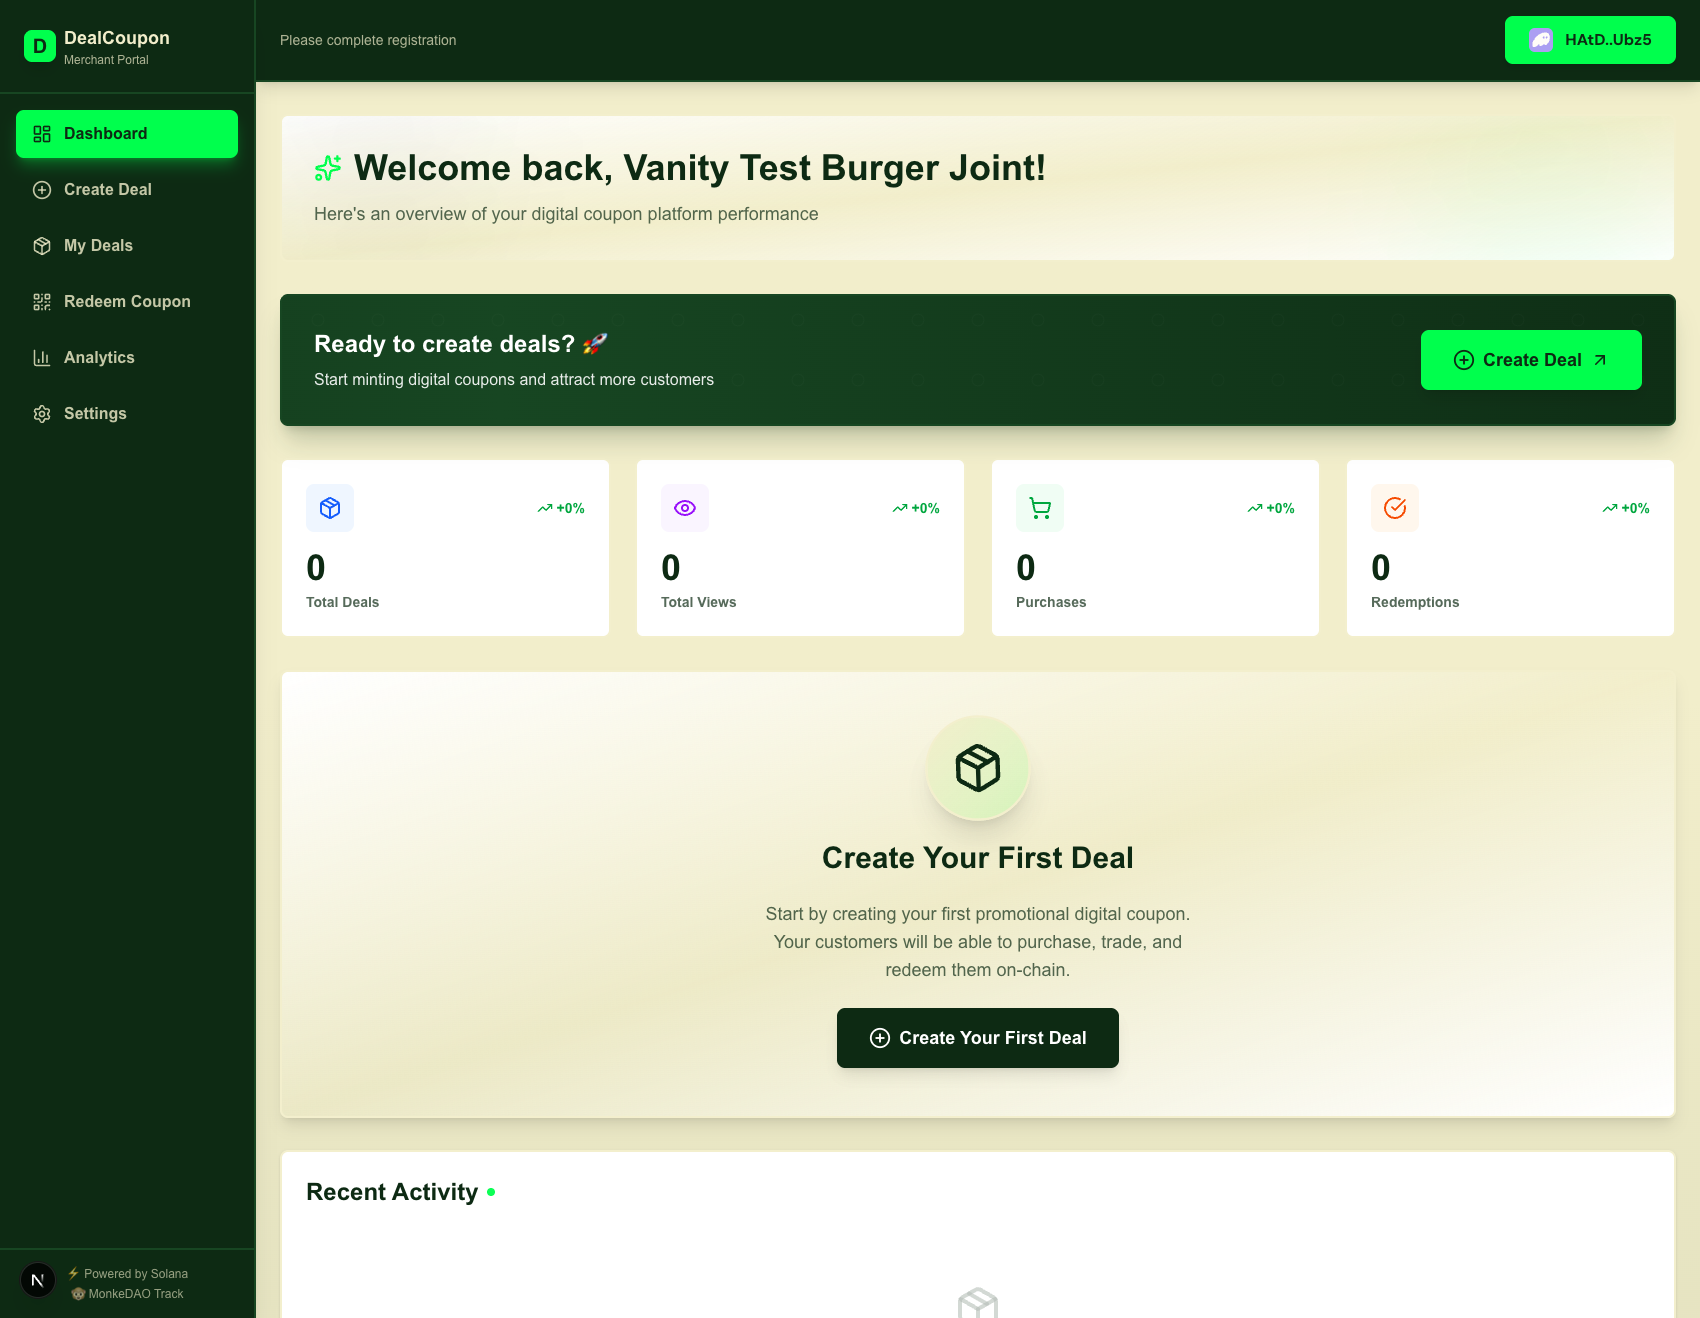 D
DealCoupon
Merchant Portal
Dashboard
Create Deal
My Deals
Redeem Coupon
Analytics
Settings
N
⚡ Powered by Solana
🐵 MonkeDAO Track
Please complete registration
HAtD..Ubz5
Welcome back, Vanity Test Burger Joint!
Here's an overview of your digital coupon platform performance
Ready to create deals? 🚀
Start minting digital coupons and attract more customers
Create Deal
+0%
0
Total Deals
+0%
0
Total Views
+0%
0
Purchases
+0%
0
Redemptions
Create Your First Deal
Start by creating your first promotional digital coupon.
Your customers will be able to purchase, trade, and
redeem them on-chain.
Create Your First Deal
Recent Activity